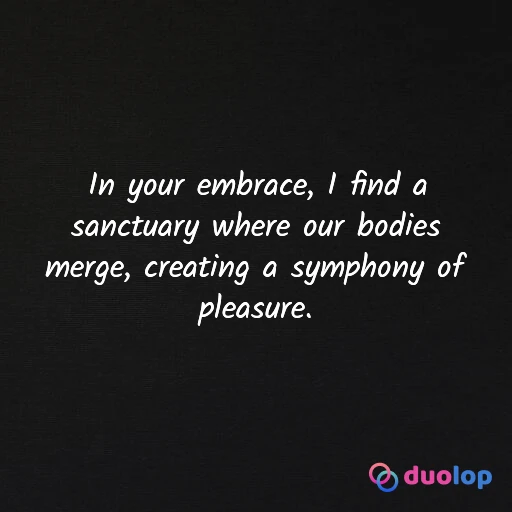 In your embrace, I find a
sanctuary where our bodies
merge, creating a symphony of
pleasure.
duolop